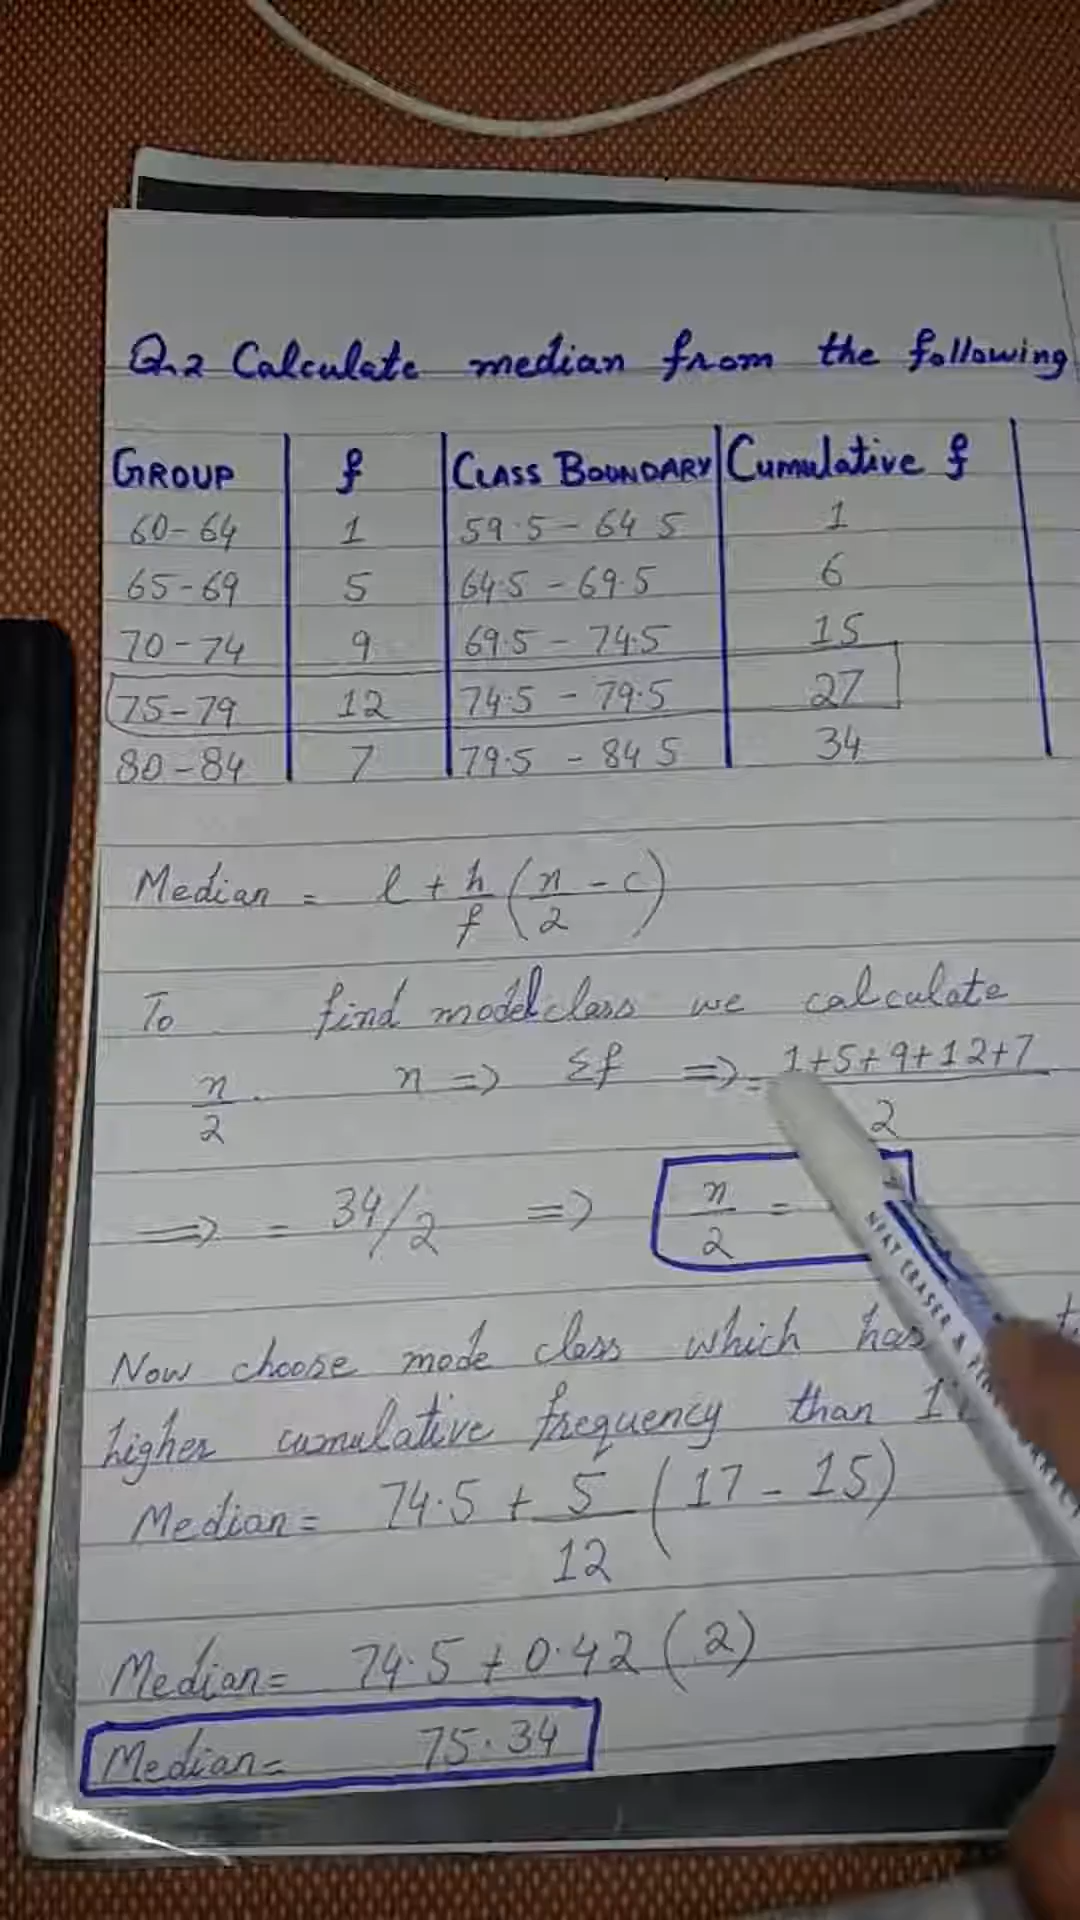 Q.2 Calculate median from the following
GROUP f CLASS BOUNDARY Cumulative f
60-64 1 59.5 - 64 5 1
65-69 5 64.5 - 69.5 6
70-74 9 69.5 - 74.5 15
75-79 12 74.5 - 79.5 27
80-84 7 79.5 - 84 5 34
Median = l + h/f (n/2 - c)
To find model class we calculate
n/2. n => Σf => = 1+5+9+12+7 / 2
=> = 34/2 => n/2 =
Now choose mode class which has
higher cumulative frequency than
Median = 74.5 + 5/12 (17 - 15)
Median = 74.5 + 0.42 (2)
Median = 75.34
NEAT ERASER &